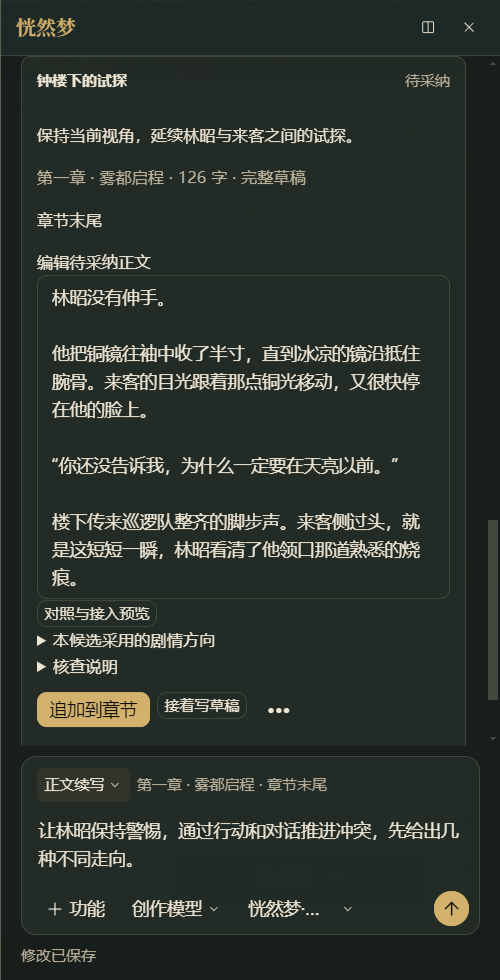 恍然梦
钟楼下的试探
待采纳
保持当前视角，延续林昭与来客之间的试探。
第一章 · 雾都启程 · 126 字 · 完整草稿
章节末尾
编辑待采纳正文
林昭没有伸手。
他把铜镜往袖中收了半寸，直到冰凉的镜沿抵住
腕骨。来客的目光跟着那点铜光移动，又很快停
在他的脸上。
“你还没告诉我，为什么一定要在天亮以前。”
楼下传来巡逻队整齐的脚步声。来客侧过头，就
是这短短一瞬，林昭看清了他领口那道熟悉的烧
痕。
对照与接入预览
本候选采用的剧情方向
核查说明
追加到章节
接着写草稿
•••
正文续写
第一章 · 雾都启程 · 章节末尾
让林昭保持警惕，通过行动和对话推进冲突，先给出几
种不同走向。
功能
创作模型
恍然梦·...
修改已保存